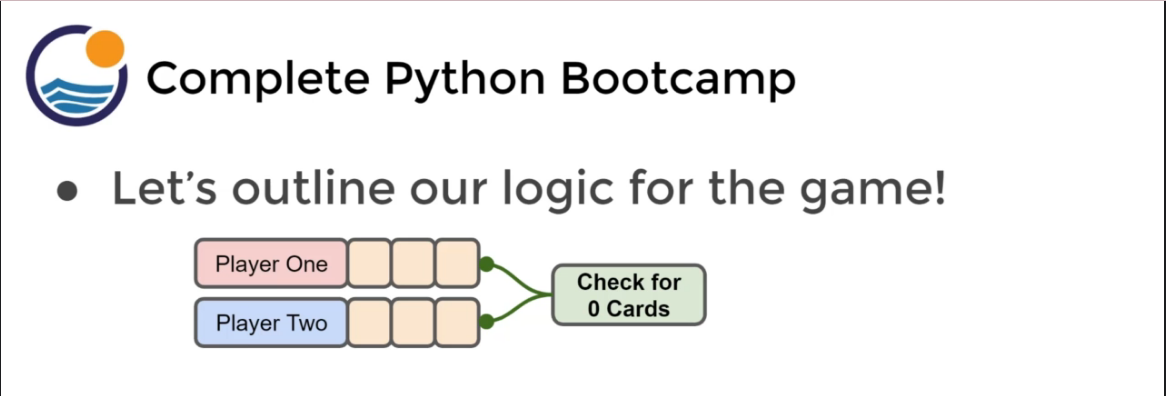 Complete Python Bootcamp
● Let’s outline our logic for the game!
Player One
Player Two
Check for
0 Cards